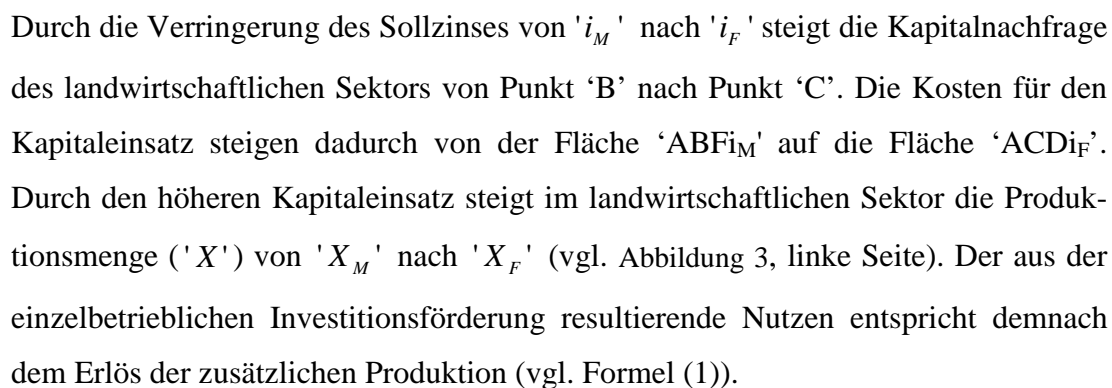 Durch die Verringerung des Sollzinses von 'i_M' nach 'i_F' steigt die Kapitalnachfrage
des landwirtschaftlichen Sektors von Punkt ‘B’ nach Punkt ‘C’. Die Kosten für den
Kapitaleinsatz steigen dadurch von der Fläche ‘ABFi_M' auf die Fläche ‘ACDi_F’.
Durch den höheren Kapitaleinsatz steigt im landwirtschaftlichen Sektor die Produk-
tionsmenge ('X') von 'X_M' nach 'X_F' (vgl. Abbildung 3, linke Seite). Der aus der
einzelbetrieblichen Investitionsförderung resultierende Nutzen entspricht demnach
dem Erlös der zusätzlichen Produktion (vgl. Formel (1)).